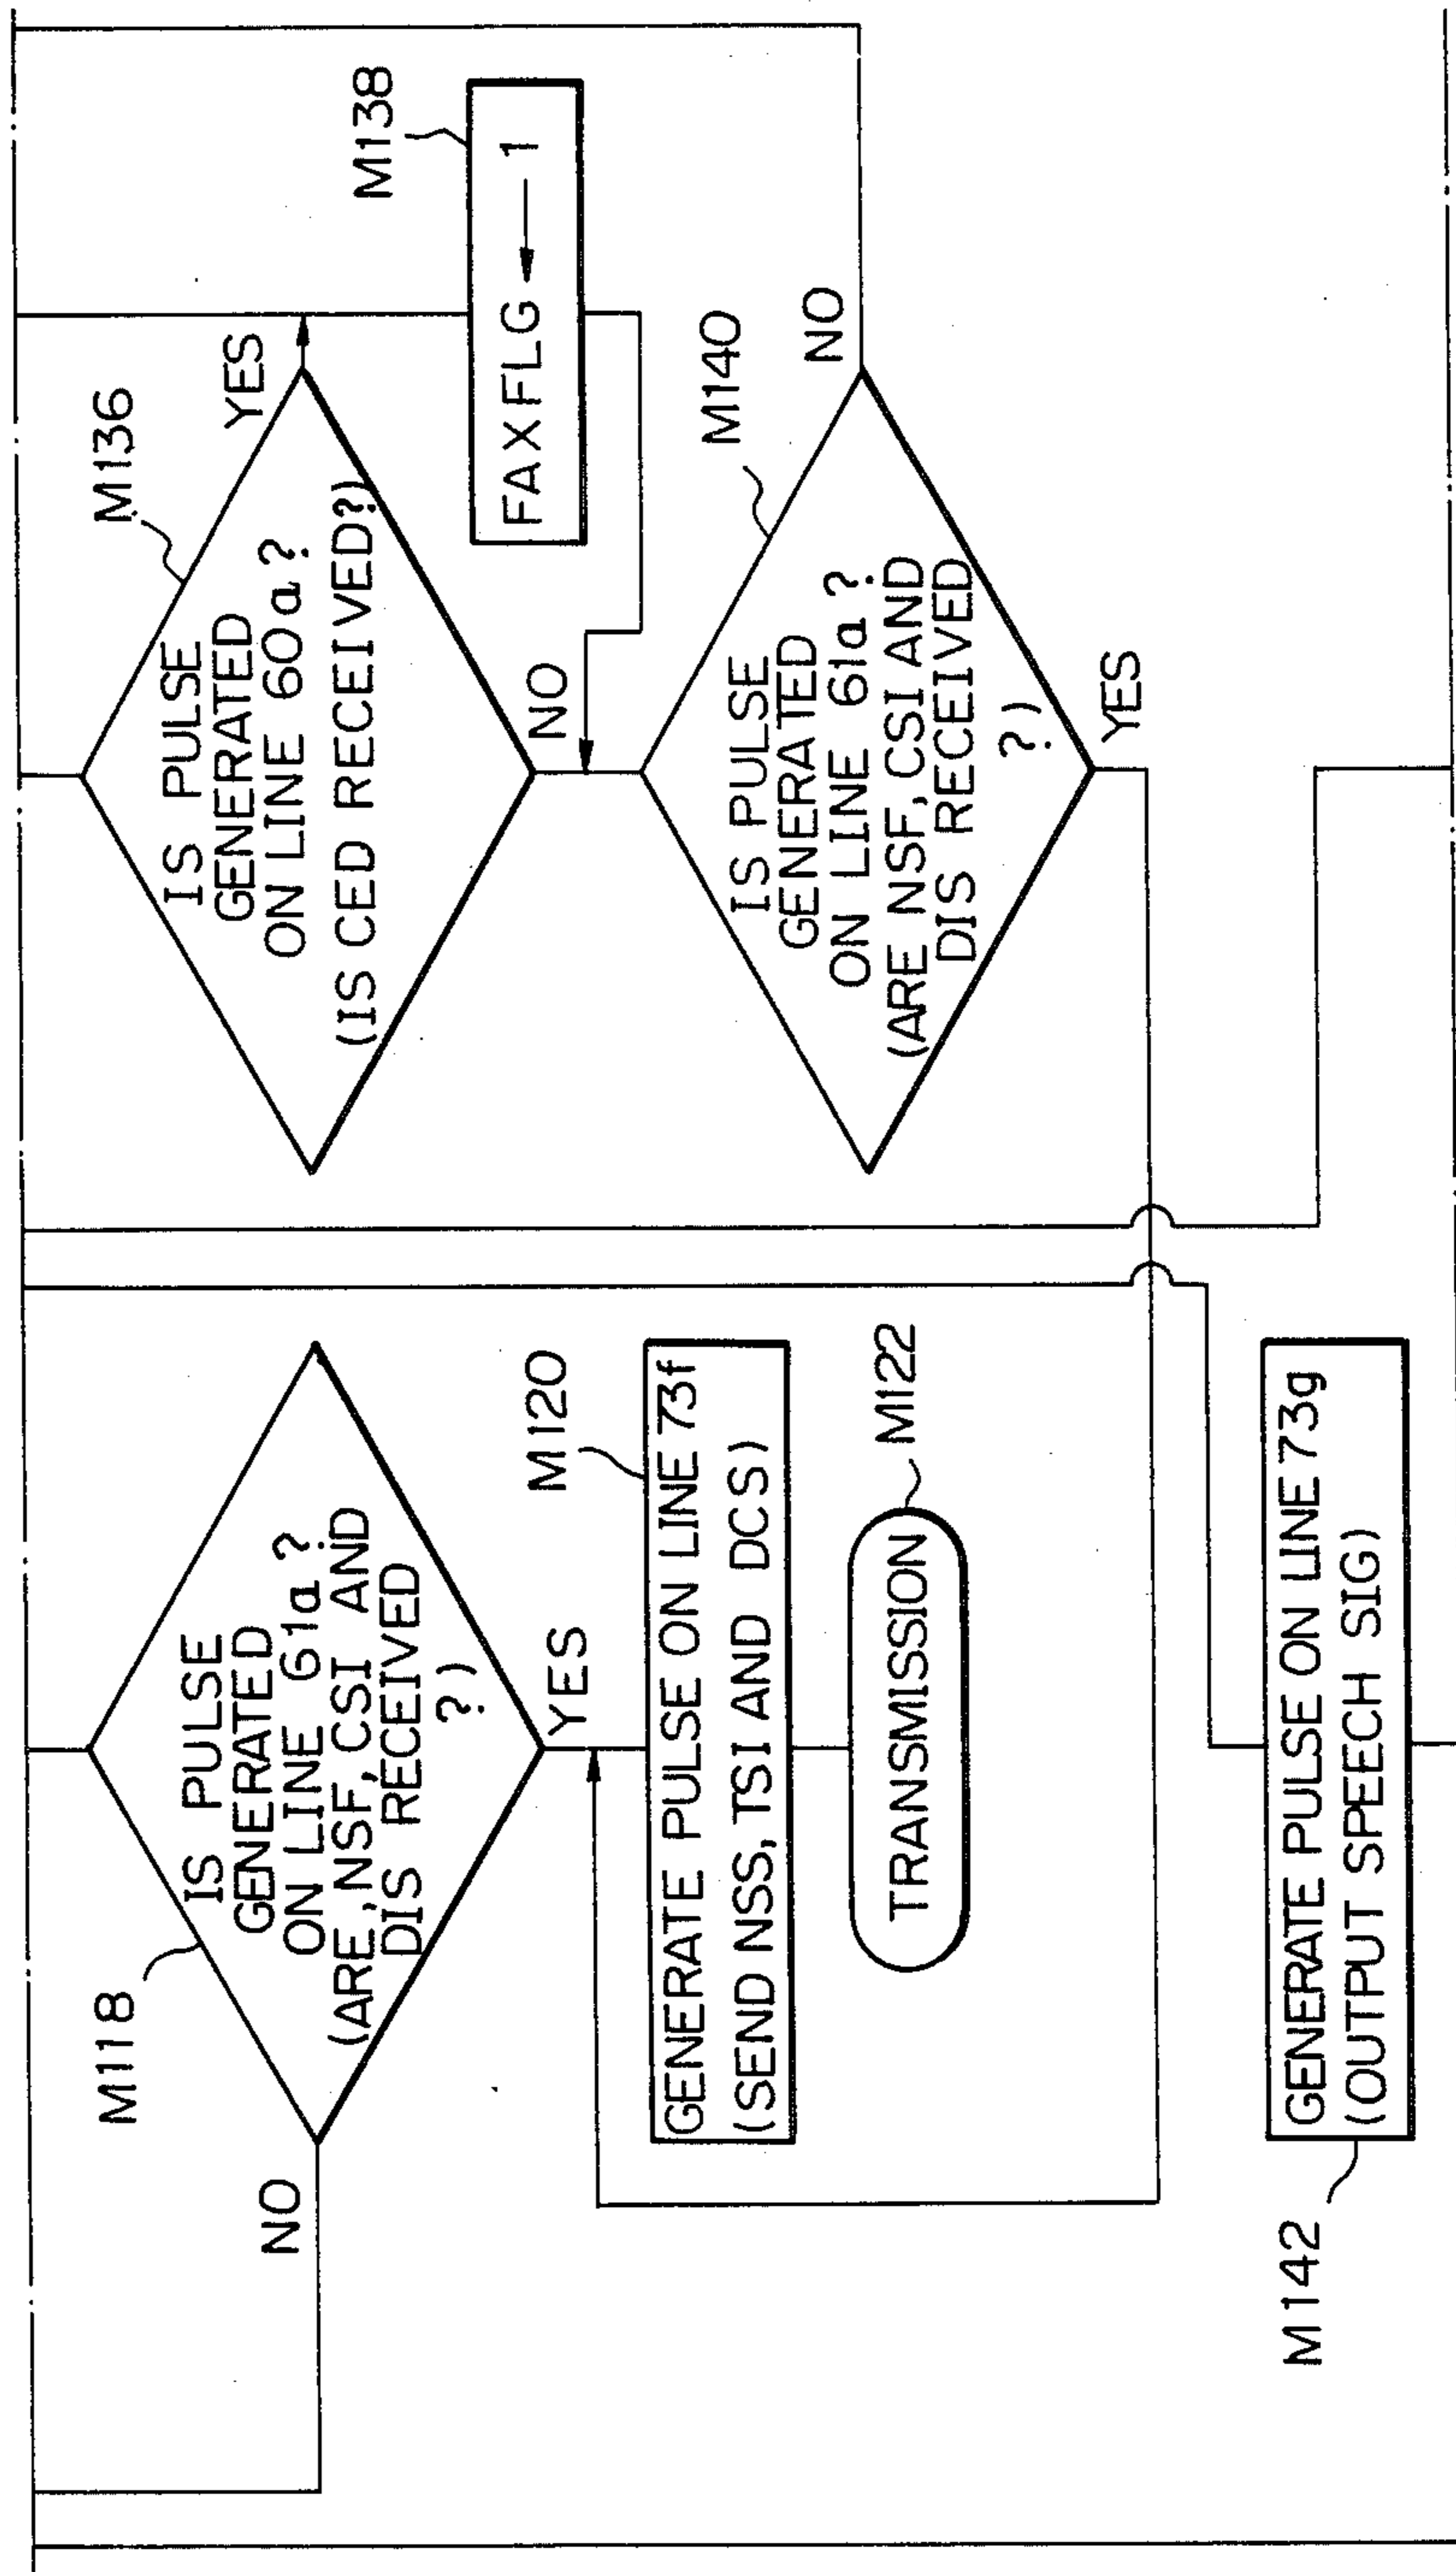 M118
IS PULSE
GENERATED
ON LINE 61a ?
(ARE,NSF,CSI AND
DIS RECEIVED
?)
NO
YES
M120
GENERATE PULSE ON LINE 73f
(SEND NSS, TSI AND DCS)
M122
TRANSMISSION
M136
IS PULSE
GENERATED
ON LINE 60a ?
(IS CED RECEIVED?)
YES
NO
M138
FAXFLG ← 1
M140
IS PULSE
GENERATED
ON LINE 61a ?
(ARE NSF, CSI AND
DIS RECEIVED
?)
NO
YES
M142
GENERATE PULSE ON LINE 73g
(OUTPUT SPEECH SIG)